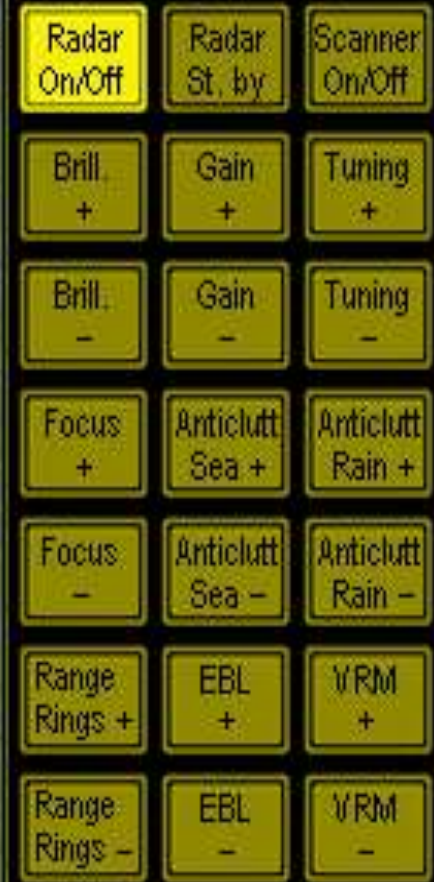 Radar
On/Off
Radar
St. by
Scanner
On/Off
Brill.
+
Gain
+
Tuning
+
Brill.
-
Gain
-
Tuning
-
Focus
+
Anticlutt
Sea +
Anticlutt
Rain +
Focus
-
Anticlutt
Sea -
Anticlutt
Rain -
Range
Rings +
EBL
+
VRM
+
Range
Rings -
EBL
-
VRM
-